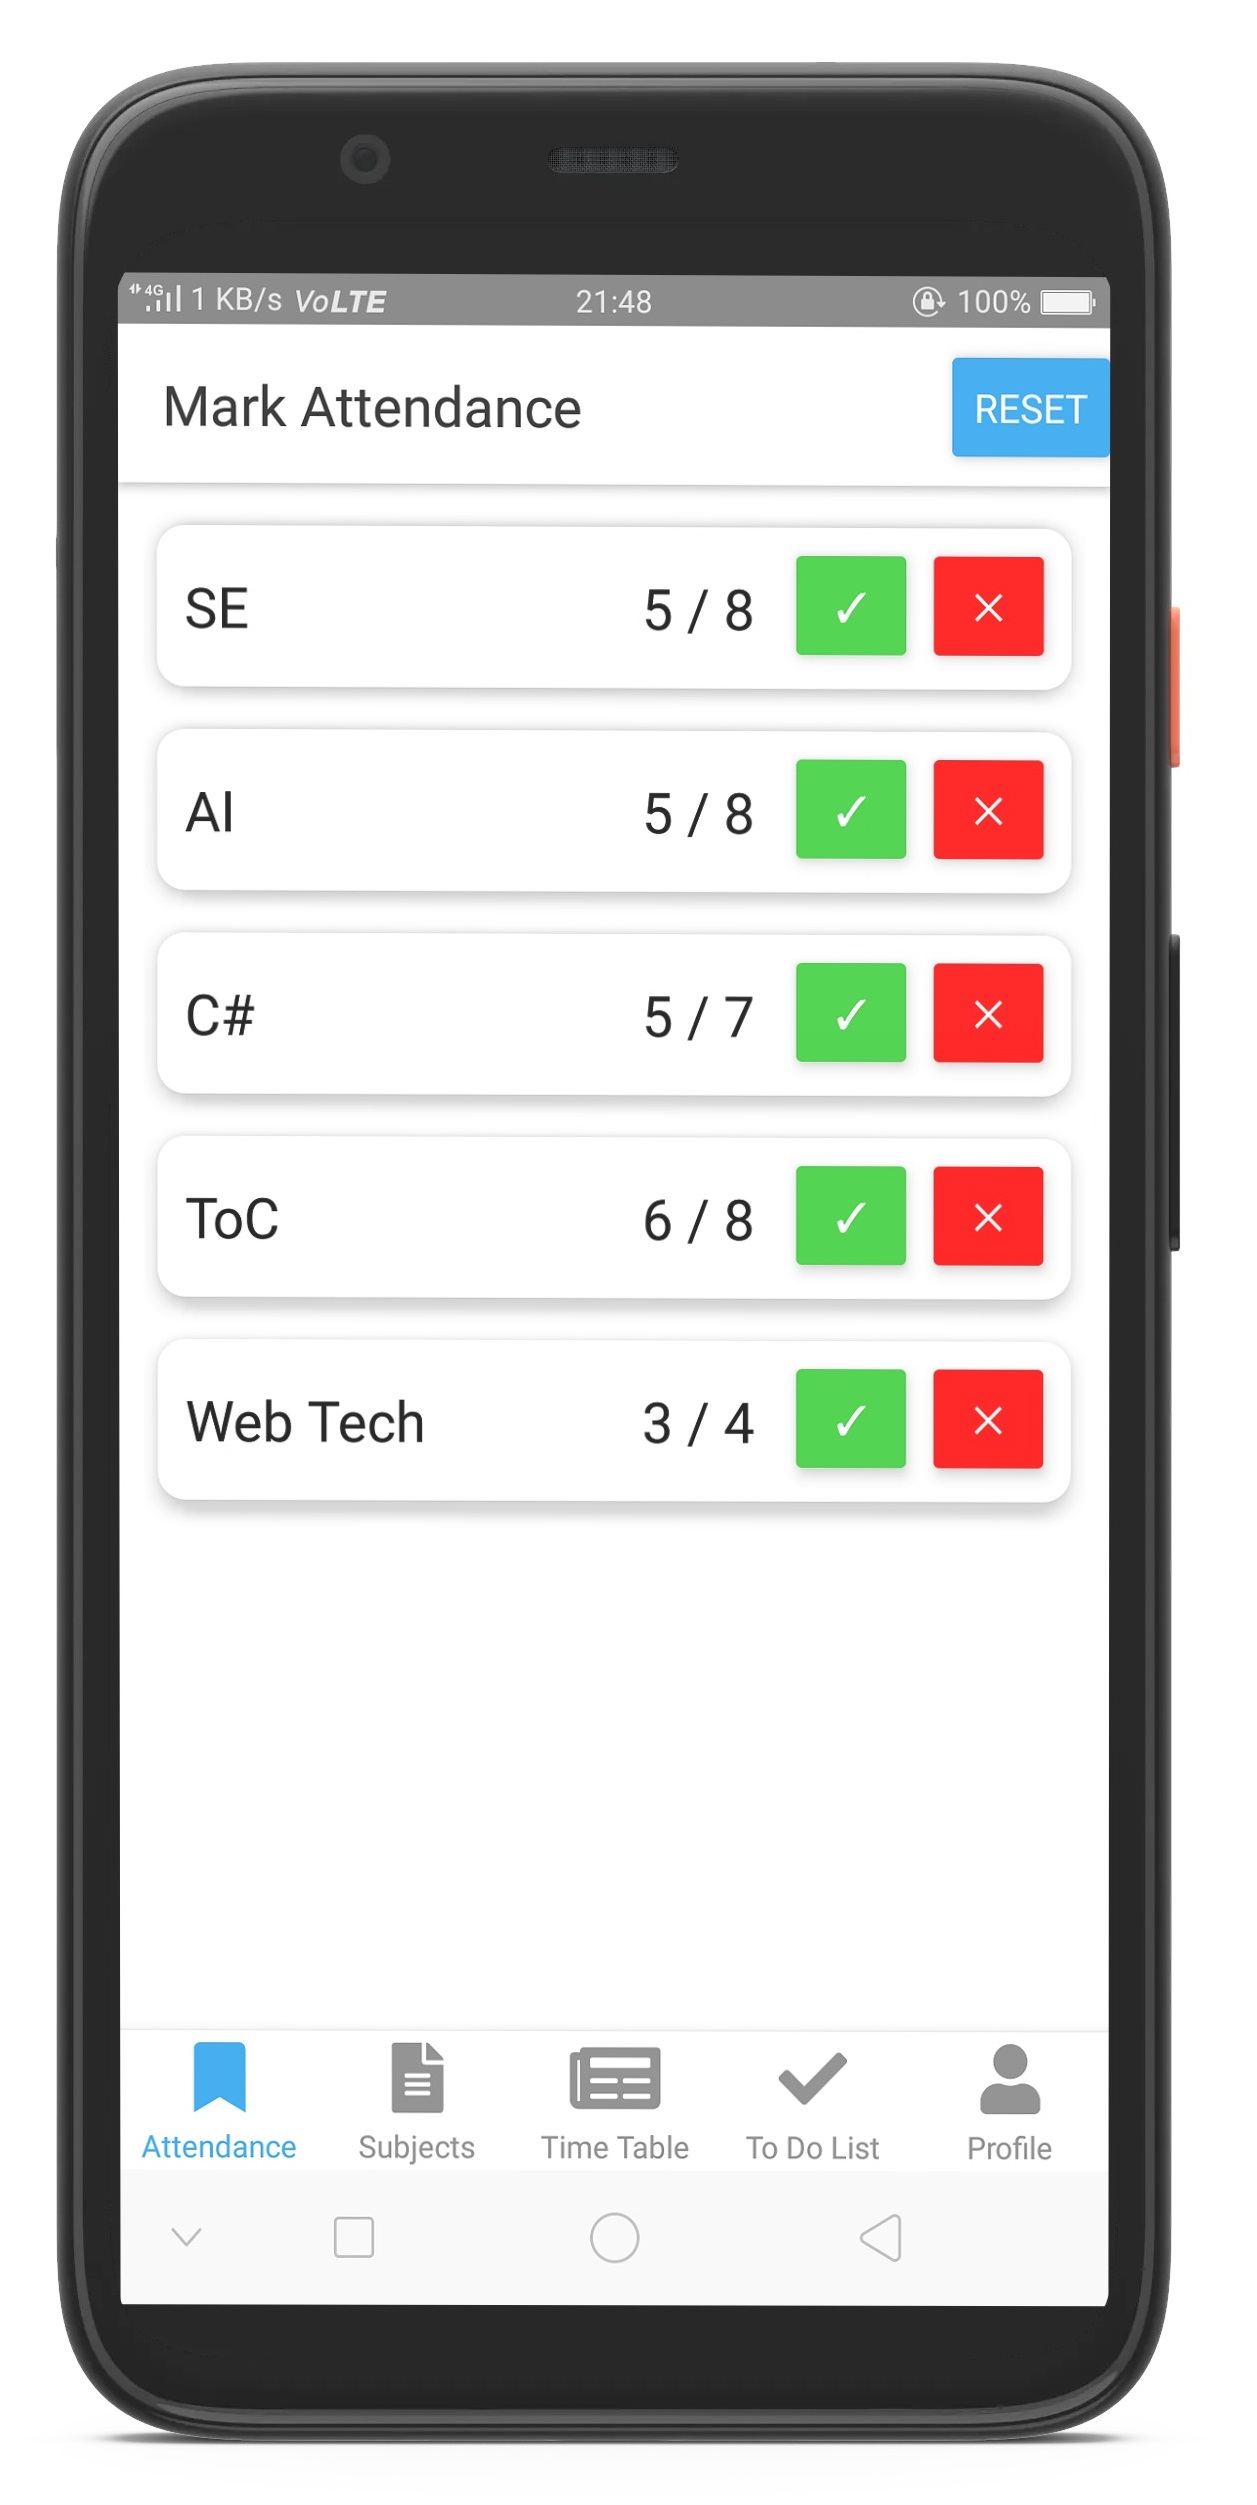 4G 1 KB/s VoLTE 21:48 100%
Mark Attendance RESET
SE 5 / 8 ✓ ×
AI 5 / 8 ✓ ×
C# 5 / 7 ✓ ×
ToC 6 / 8 ✓ ×
Web Tech 3 / 4 ✓ ×
Attendance Subjects Time Table To Do List Profile